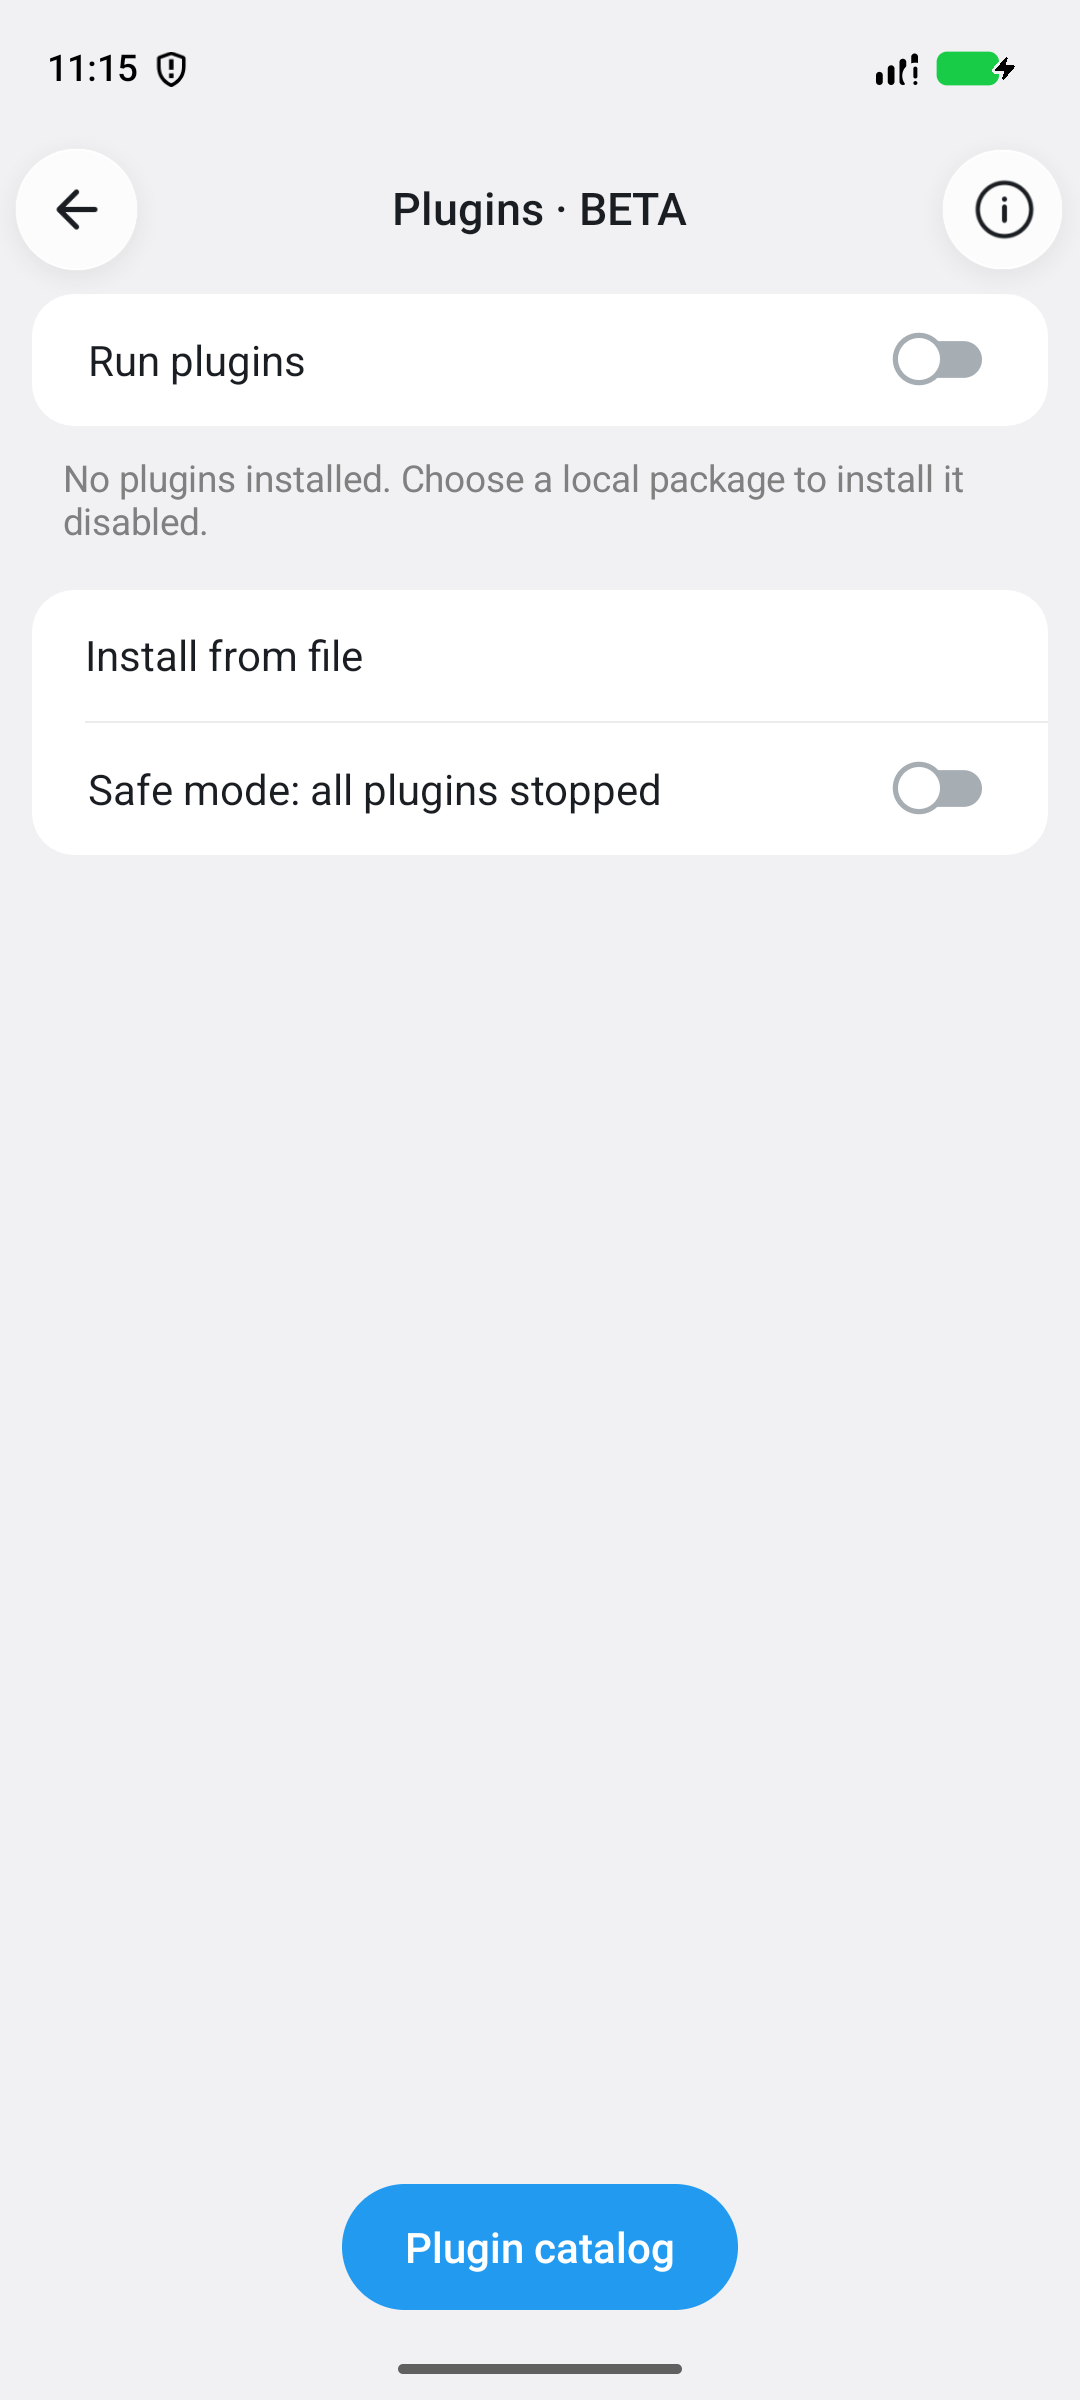 11:15
Plugins · BETA
Run plugins
No plugins installed. Choose a local package to install it
disabled.
Install from file
Safe mode: all plugins stopped
Plugin catalog